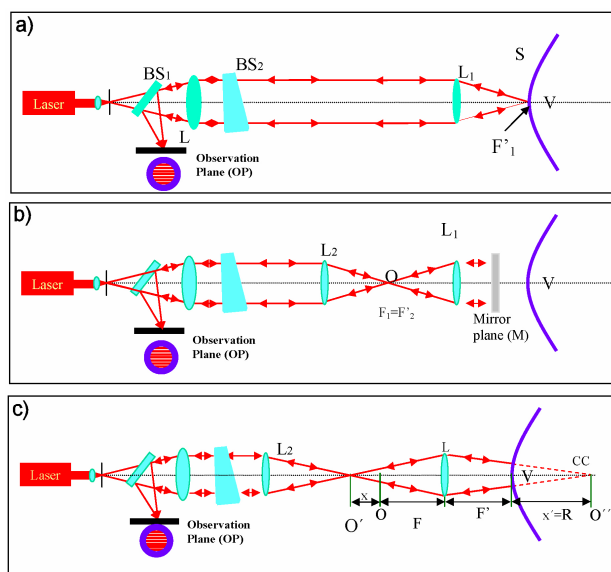 a)
BS1
BS2
L1
S
Laser
V
L
F'1
Observation
Plane (OP)
b)
L2
L1
O
Laser
V
F1=F'2
Mirror
plane (M)
Observation
Plane (OP)
c)
L2
L
CC
Laser
V
x
O
F
F'
x´=R
O´
O´´
Observation
Plane (OP)